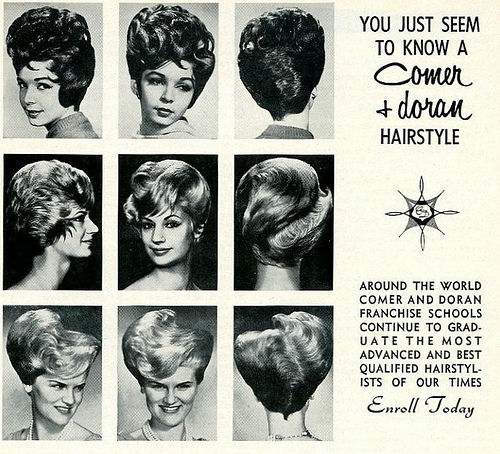 YOU JUST SEEM
TO KNOW A
Comer
+ doran
HAIRSTYLE
AROUND THE WORLD
COMER AND DORAN
FRANCHISE SCHOOLS
CONTINUE TO GRAD-
UATE THE MOST
ADVANCED AND BEST
QUALIFIED HAIRSTYL-
ISTS OF OUR TIMES
Enroll Today